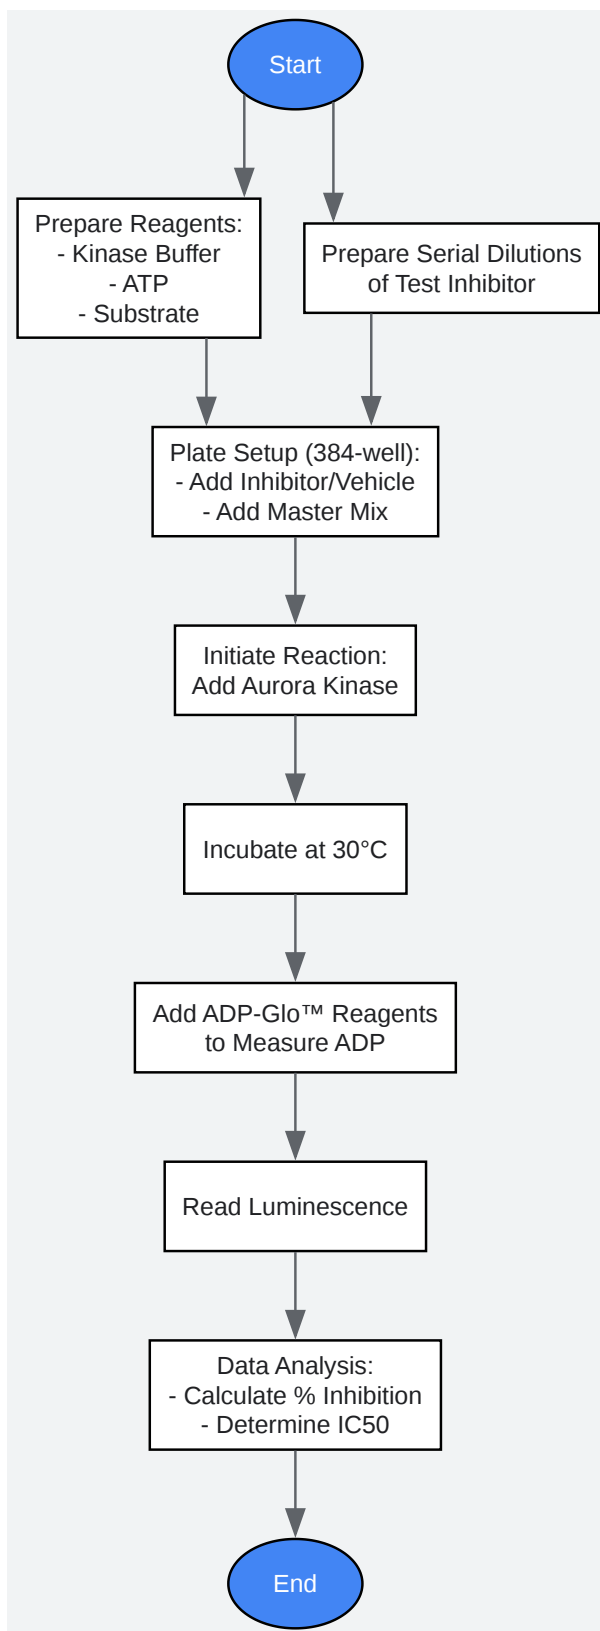 Start
Prepare Reagents:
- Kinase Buffer
- ATP
- Substrate
Prepare Serial Dilutions
of Test Inhibitor
Plate Setup (384-well):
- Add Inhibitor/Vehicle
- Add Master Mix
Initiate Reaction:
Add Aurora Kinase
Incubate at 30°C
Add ADP-Glo™ Reagents
to Measure ADP
Read Luminescence
Data Analysis:
- Calculate % Inhibition
- Determine IC50
End